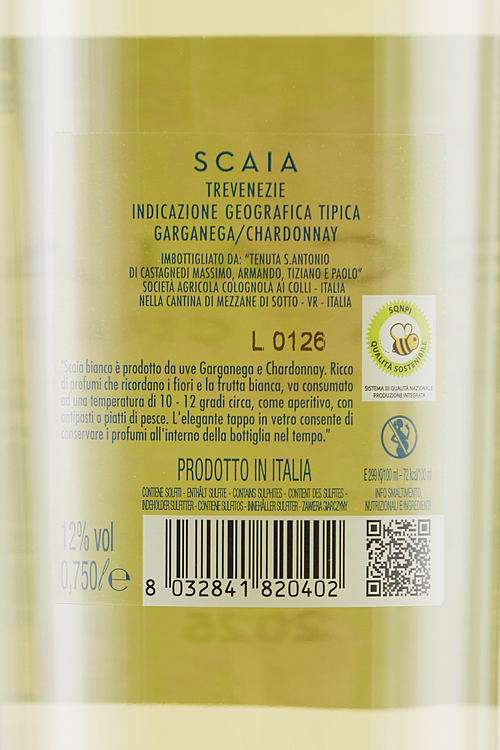 SCAIA
TREVENEZIE
INDICAZIONE GEOGRAFICA TIPICA
GARGANEGA/CHARDONNAY
IMBOTTIGLIATO DA: "TENUTA S.ANTONIO
DI CASTAGNEDI MASSIMO, ARMANDO, TIZIANO E PAOLO"
SOCIETÀ AGRICOLA COLOGNOLA AI COLLI - ITALIA
NELLA CANTINA DI MEZZANE DI SOTTO - VR - ITALIA
L 0126
SQNPI
QUALITÀ SOSTENIBILE
SISTEMA DI QUALITÀ NAZIONALE
PRODUZIONE INTEGRATA
"Scaia bianco è prodotto da uve Garganega e Chardonnay. Ricco
di profumi che ricordano i fiori e la frutta bianca, va consumato
ad una temperatura di 10 - 12 gradi circa, come aperitivo, con
antipasti o piatti di pesce. L'elegante tappo in vetro consente di
conservare i profumi all'interno della bottiglia nel tempo."
PRODOTTO IN ITALIA
E 299 Kj/100 ml – 72 kcal/100 ml
CONTIENE SOLFITI - ENTHÄLT SULFITE - CONTAINS SULPHITES - CONTIENT DES SULFITES -
INDEHOLDER SULFITTER - CONTIENE SULFITOS - INNEHÅLLER SULFITER - ZAWIERA SIARCZYNY
INFO SMALTIMENTO,
NUTRIZIONALI E INGREDIENTI
12% vol
0,750ℓ e
8 032841 820402
2025